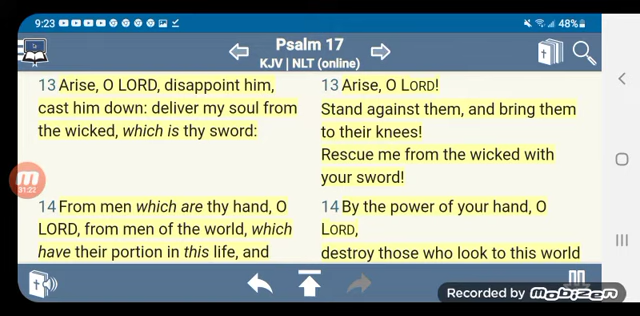 9:23
48%
Psalm 17
KJV | NLT (online)
13 Arise, O LORD, disappoint him,
cast him down: deliver my soul from
the wicked, which is thy sword:
14 From men which are thy hand, O
LORD, from men of the world, which
have their portion in this life, and
13 Arise, O LORD!
Stand against them, and bring them
to their knees!
Rescue me from the wicked with
your sword!
14 By the power of your hand, O
LORD,
destroy those who look to this world
31:22
Recorded by Mobizen